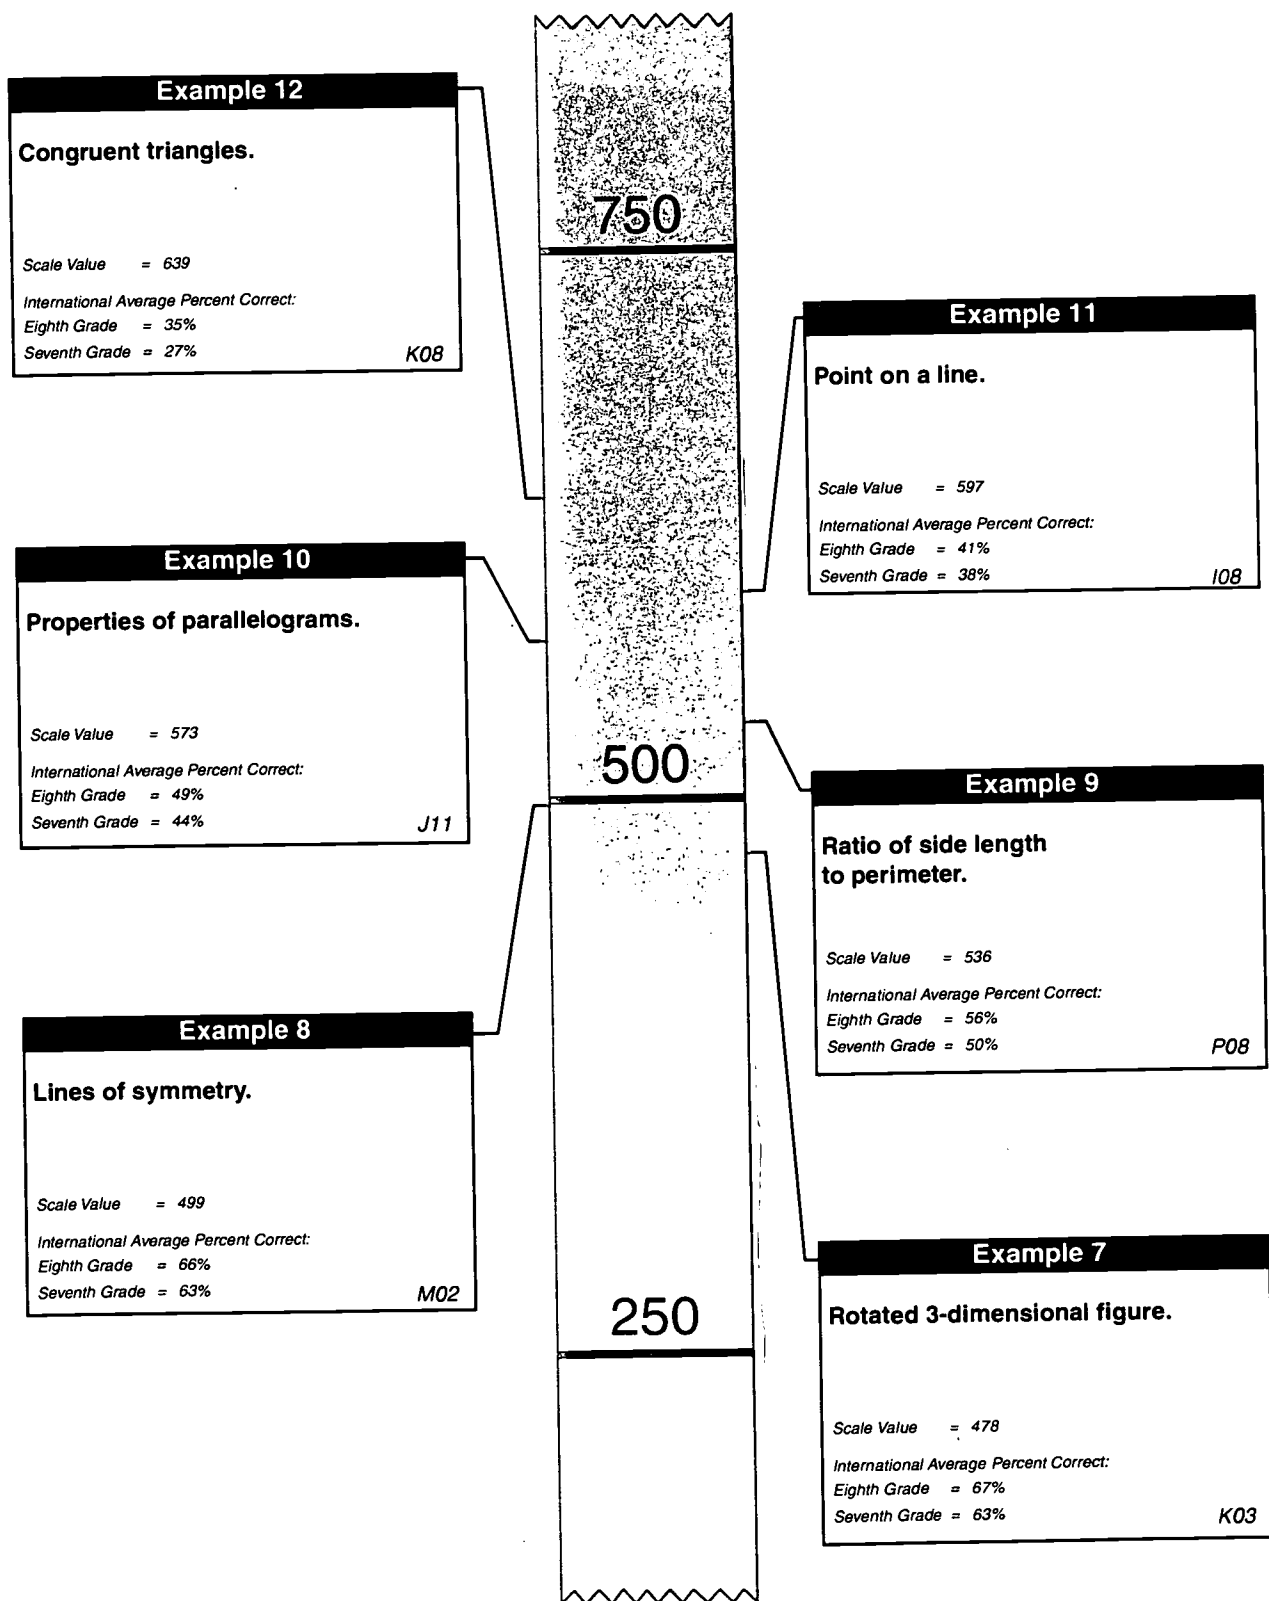 Example 12
Congruent triangles.
Scale Value = 639
International Average Percent Correct:
Eighth Grade = 35%
Seventh Grade = 27%
K08
Example 10
Properties of parallelograms.
Scale Value = 573
International Average Percent Correct:
Eighth Grade = 49%
Seventh Grade = 44%
J11
Example 8
Lines of symmetry.
Scale Value = 499
International Average Percent Correct:
Eighth Grade = 66%
Seventh Grade = 63%
M02
750
500
250
Example 11
Point on a line.
Scale Value = 597
International Average Percent Correct:
Eighth Grade = 41%
Seventh Grade = 38%
I08
Example 9
Ratio of side length
to perimeter.
Scale Value = 536
International Average Percent Correct:
Eighth Grade = 56%
Seventh Grade = 50%
P08
Example 7
Rotated 3-dimensional figure.
Scale Value = 478
International Average Percent Correct:
Eighth Grade = 67%
Seventh Grade = 63%
K03